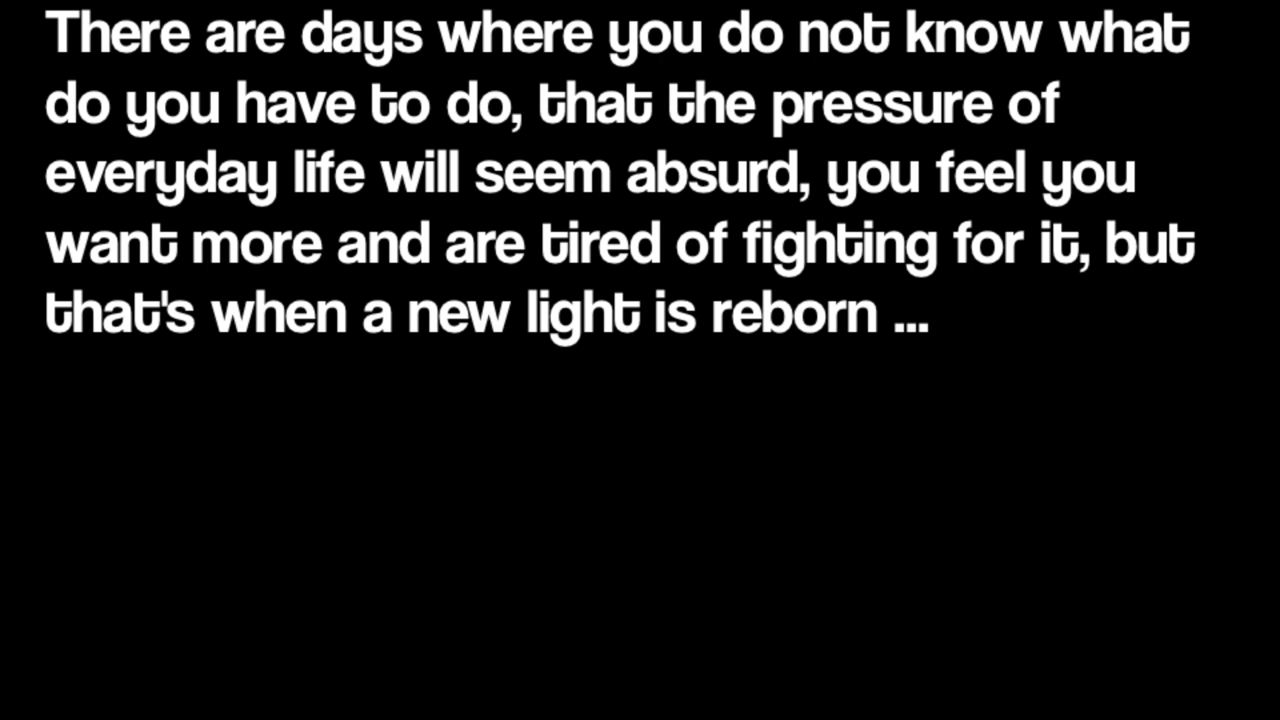 There are days where you do not know what
do you have to do, that the pressure of
everyday life will seem absurd, you feel you
want more and are tired of fighting for it, but
that's when a new light is reborn ...